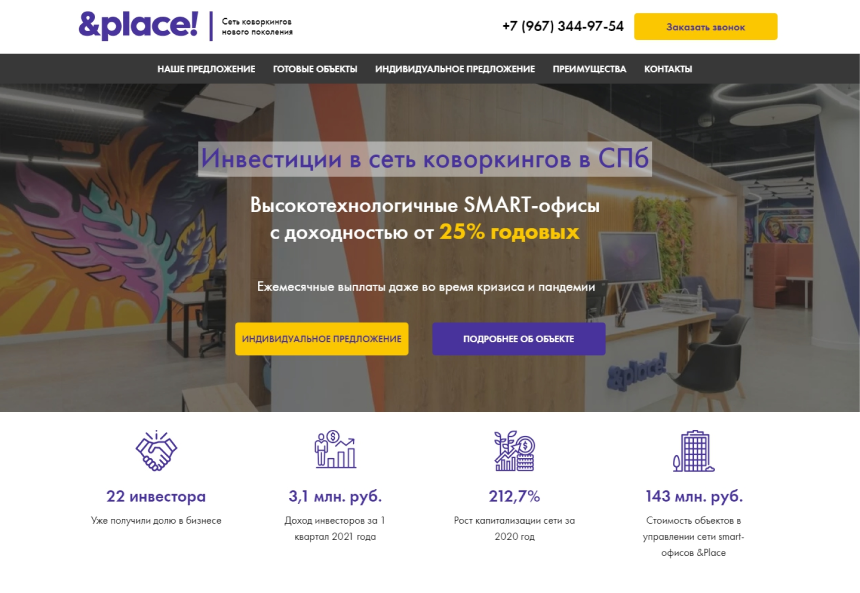 &place!
Сеть коворкингов
нового поколения
+7 (967) 344-97-54
Заказать звонок
НАШЕ ПРЕДЛОЖЕНИЕ ГОТОВЫЕ ОБЪЕКТЫ ИНДИВИДУАЛЬНОЕ ПРЕДЛОЖЕНИЕ ПРЕИМУЩЕСТВА КОНТАКТЫ
Инвестиции в сеть коворкингов в СПб
Высокотехнологичные SMART-офисы
с доходностью от 25% годовых
Ежемесячные выплаты даже во время кризиса и пандемии
ИНДИВИДУАЛЬНОЕ ПРЕДЛОЖЕНИЕ
ПОДРОБНЕЕ ОБ ОБЪЕКТЕ
&place!
22 инвестора
Уже получили долю в бизнесе
3,1 млн. руб.
Доход инвесторов за 1
квартал 2021 года
212,7%
Рост капитализации сети за
2020 год
143 млн. руб.
Стоимость объектов в
управлении сети smart-
офисов &Place